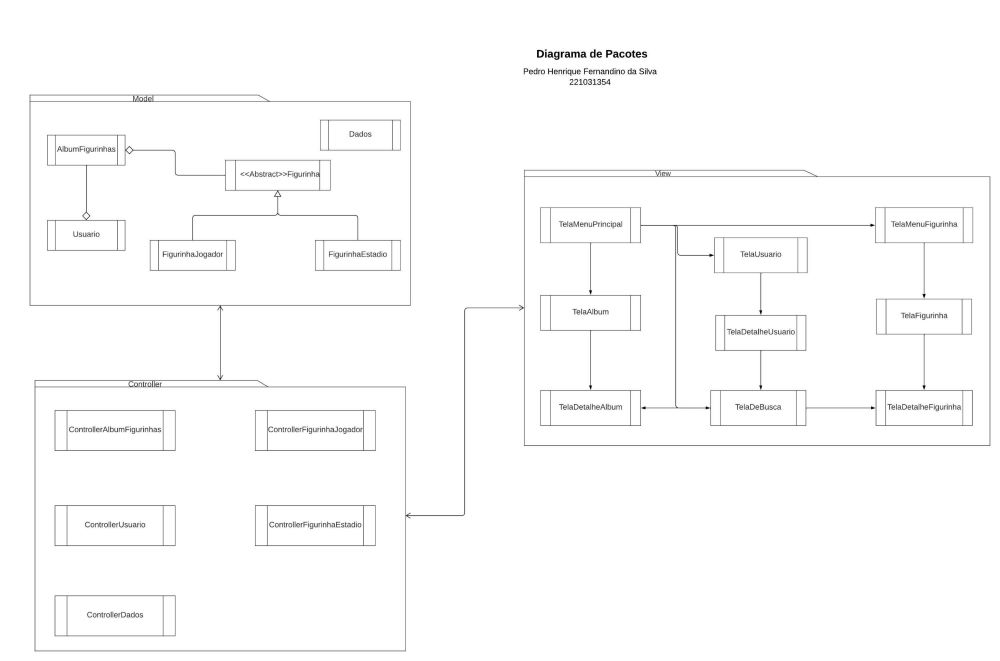 Diagrama de Pacotes
Pedro Henrique Fernandino da Silva
221031354
Model
Dados
AlbumFigurinhas
<<Abstract>>Figurinha
Usuario
FigurinhaJogador
FigurinhaEstadio
View
TelaMenuPrincipal
TelaMenuFigurinha
TelaUsuario
TelaAlbum
TelaFigurinha
TelaDetalheUsuario
TelaDetalheAlbum
TelaDeBusca
TelaDetalheFigurinha
Controller
ControllerAlbumFigurinhas
ControllerFigurinhaJogador
ControllerUsuario
ControllerFigurinhaEstadio
ControllerDados